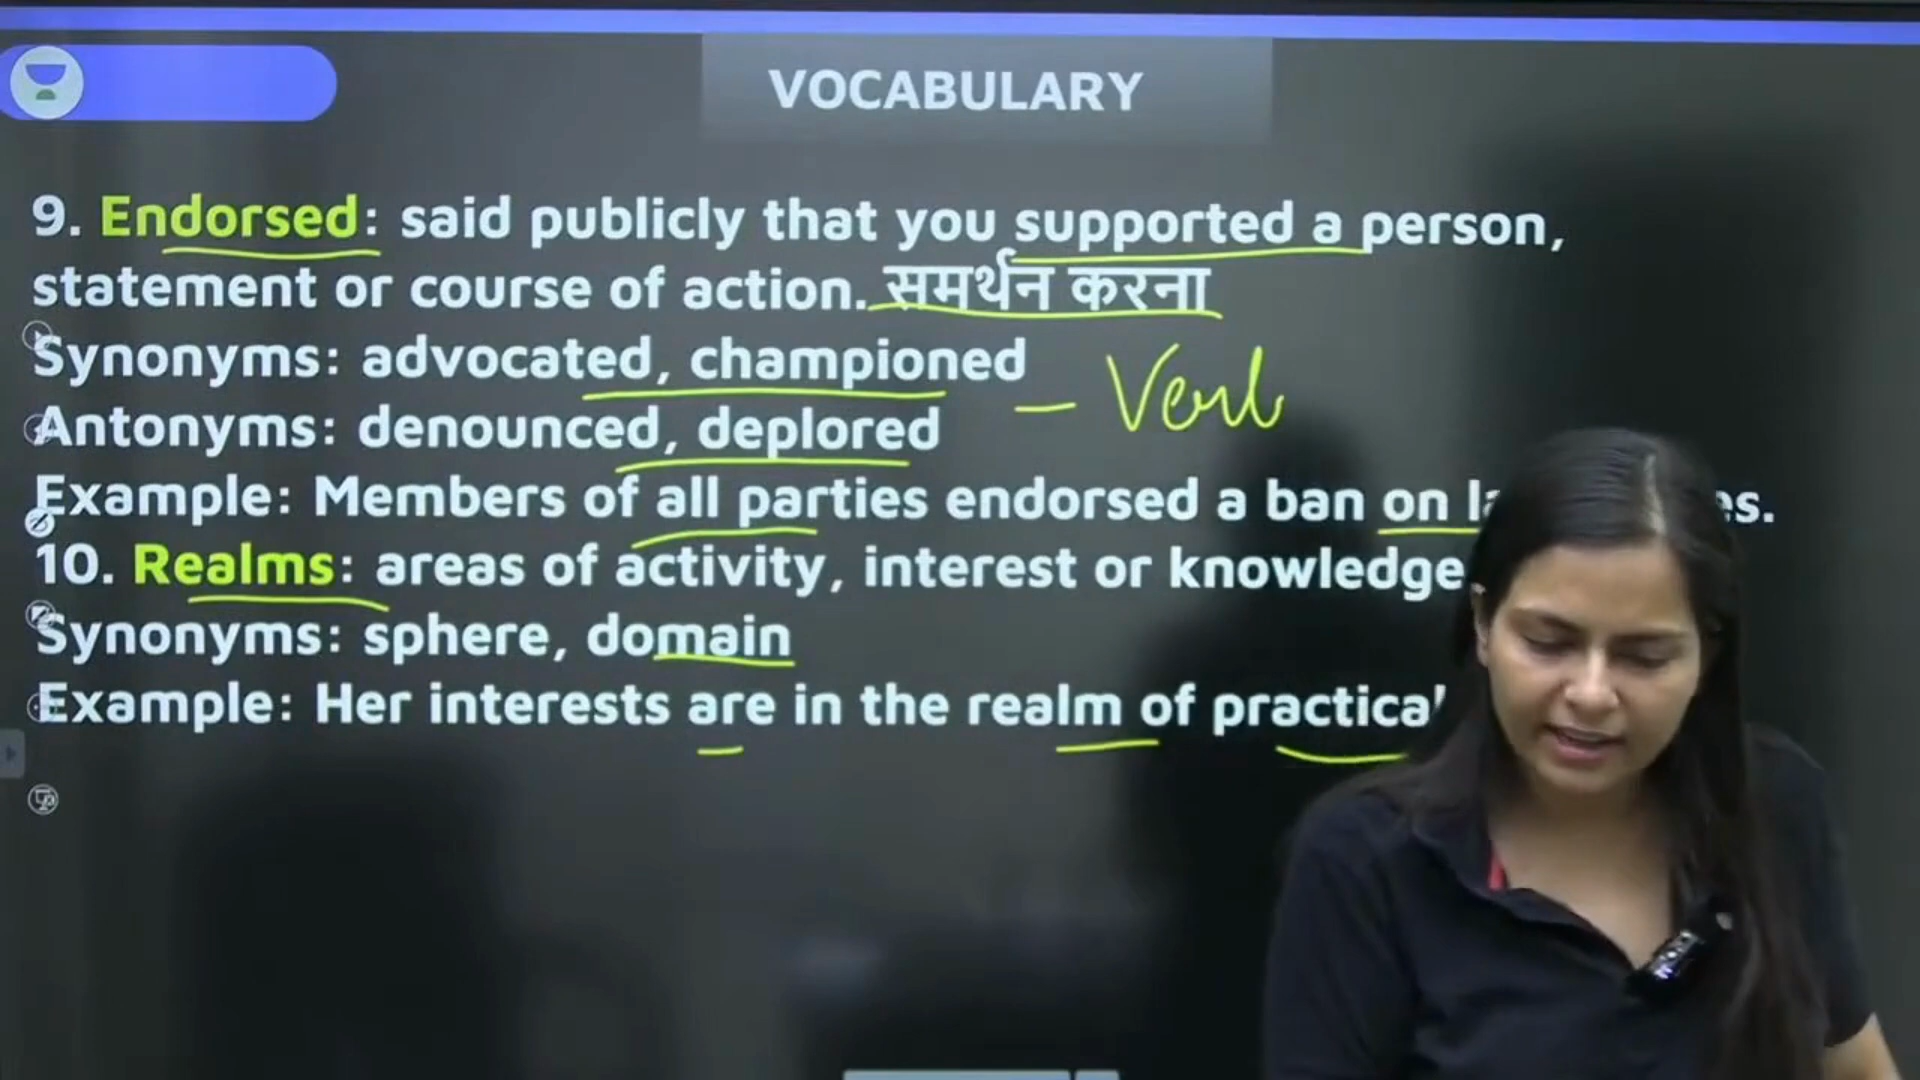 VOCABULARY
9. Endorsed: said publicly that you supported a person,
statement or course of action. समर्थन करना
Synonyms: advocated, championed
– Verb
Antonyms: denounced, deplored
Example: Members of all parties endorsed a ban on
10. Realms: areas of activity, interest or knowledge
Synonyms: sphere, domain
Example: Her interests are in the realm of practical